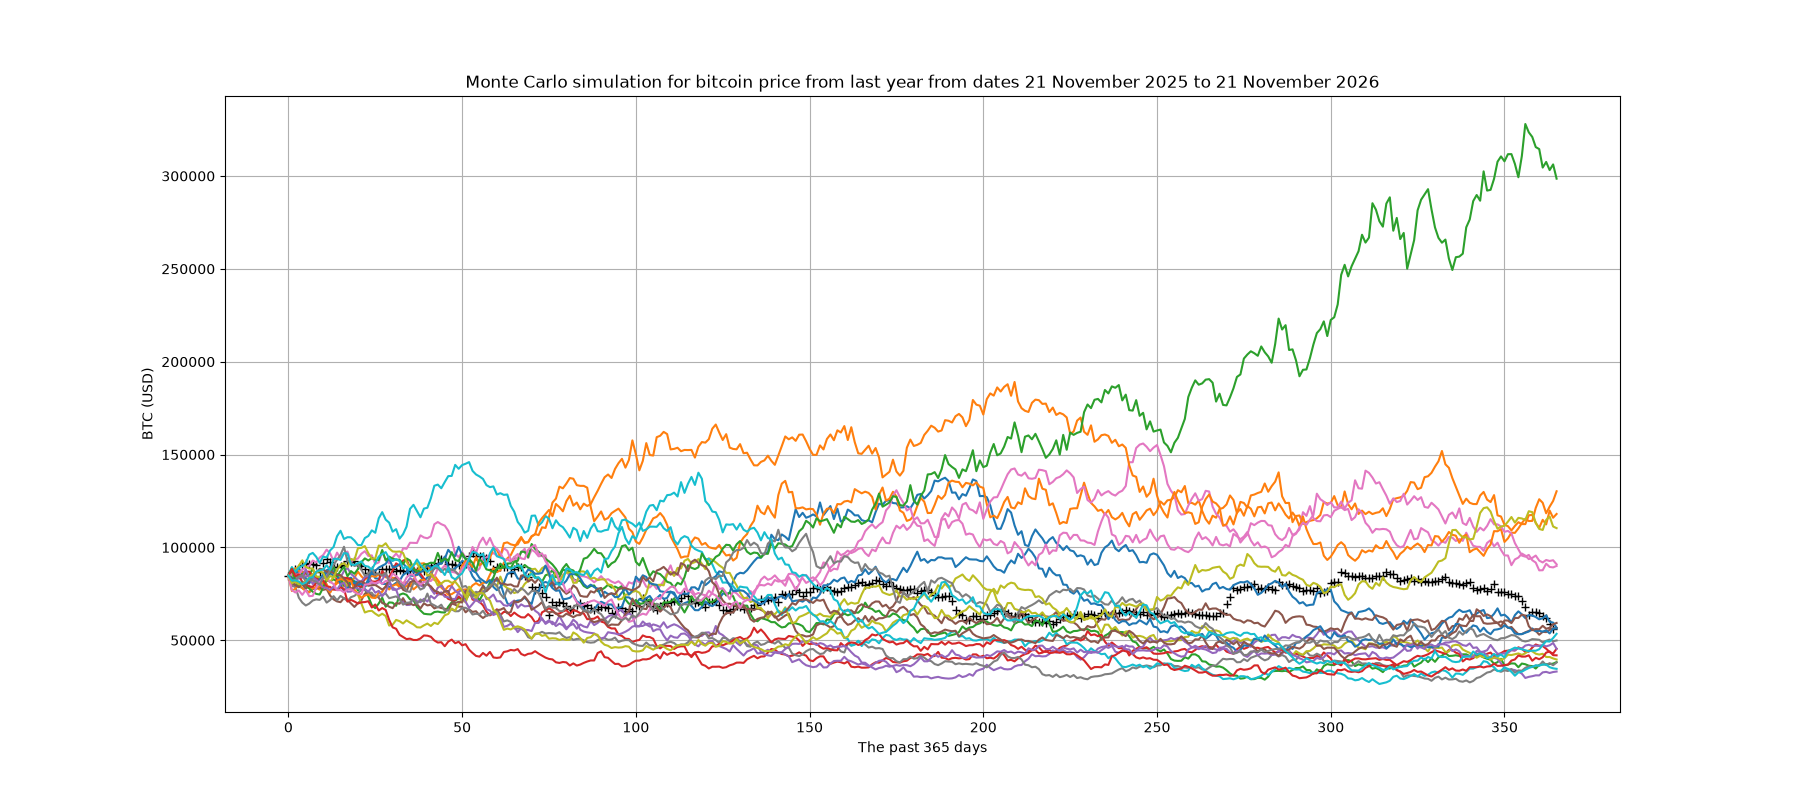 Monte Carlo simulation for bitcoin price from last year from dates 21 November 2025 to 21 November 2026
300000
250000
200000
150000
100000
50000
BTC (USD)
0 50 100 150 200 250 300 350
The past 365 days